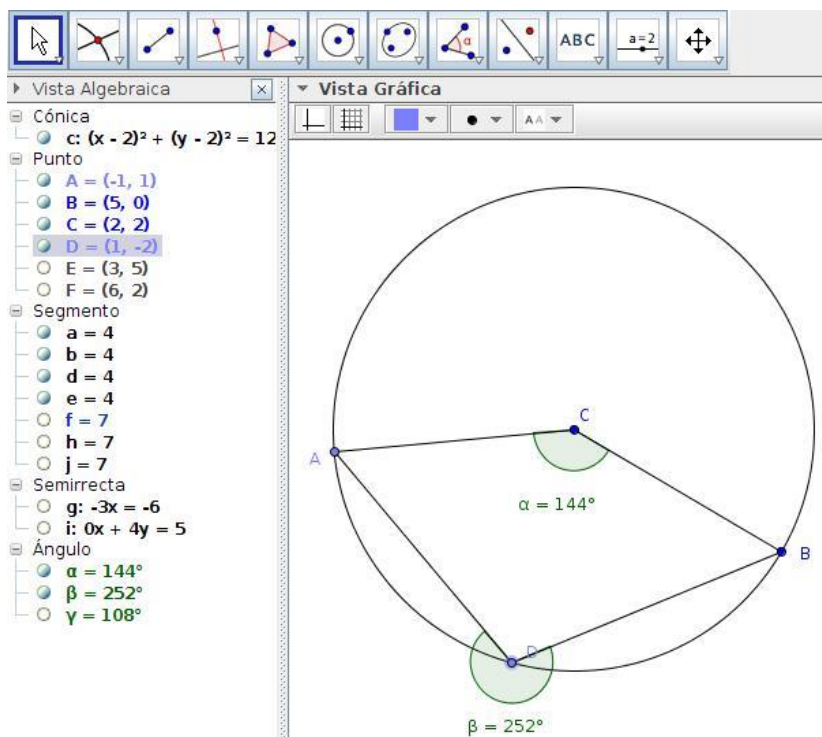 α
ABC
a=2
Vista Algebraica
Cónica
c: (x - 2)² + (y - 2)² = 12
Punto
A = (-1, 1)
B = (5, 0)
C = (2, 2)
D = (1, -2)
E = (3, 5)
F = (6, 2)
Segmento
a = 4
b = 4
d = 4
e = 4
f = 7
h = 7
j = 7
Semirrecta
g: -3x = -6
i: 0x + 4y = 5
Ángulo
α = 144°
β = 252°
γ = 108°
Vista Gráfica
A A
C
A
α = 144°
B
D
β = 252°